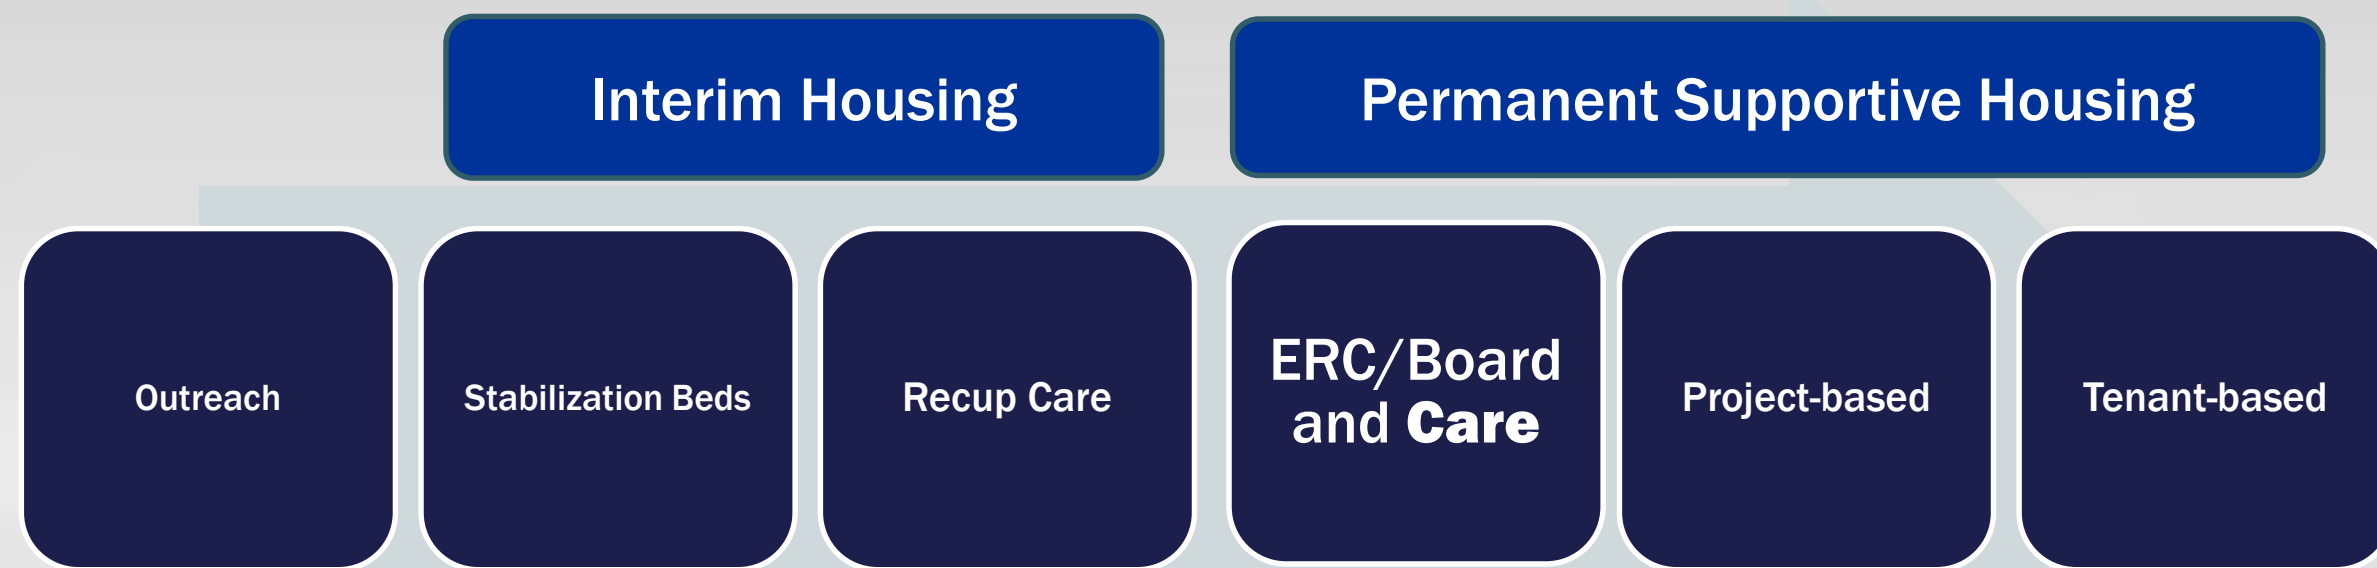 Interim Housing
Permanent Supportive Housing
Outreach
Stabilization Beds
Recup Care
ERC/Board
and Care
Project-based
Tenant-based